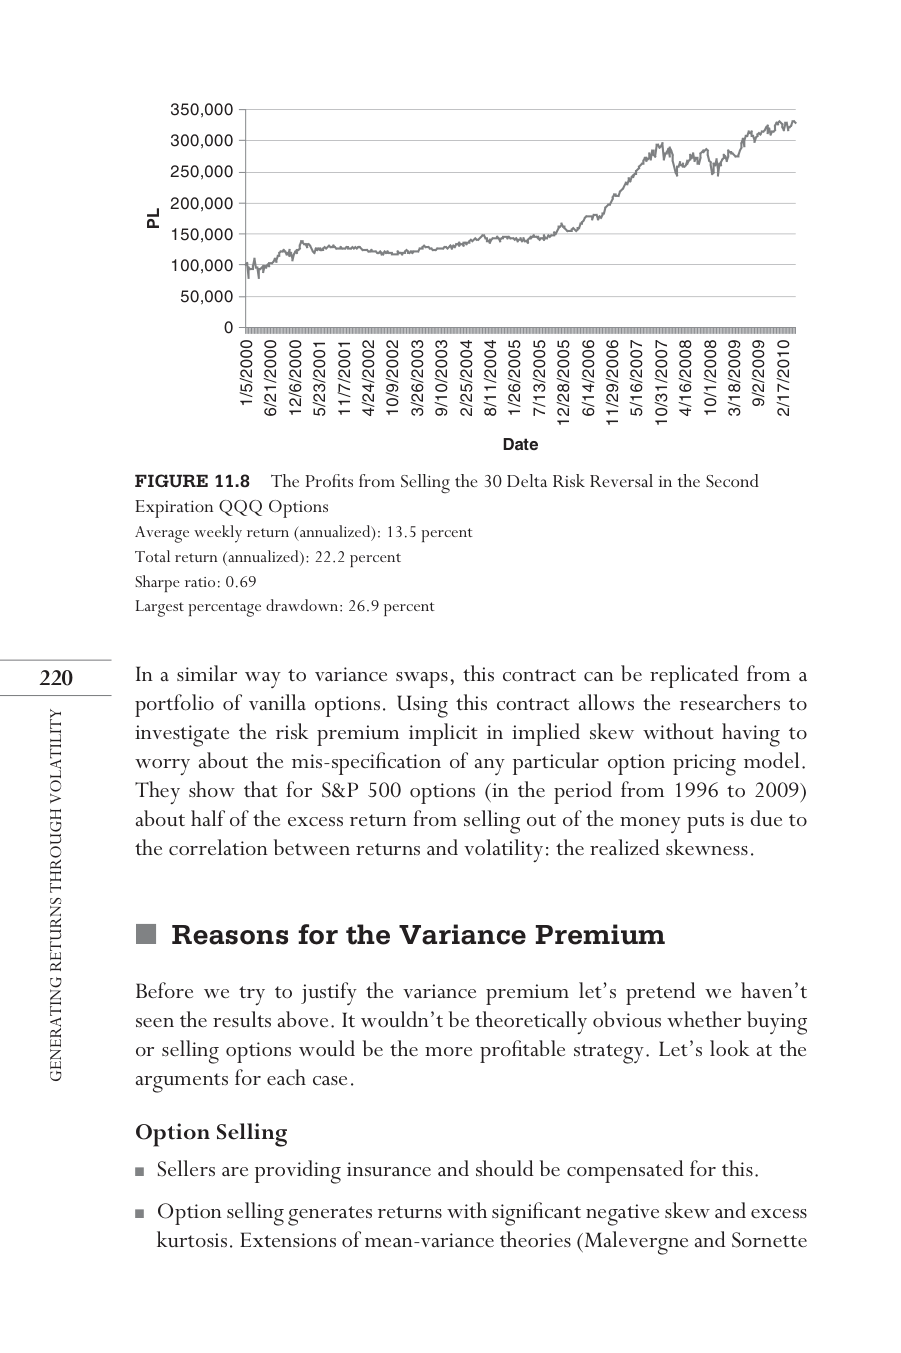 350,000
300,000
250,000
200,000
150,000
100,000
50,000
0
PL
1/5/2000
6/21/2000
12/6/2000
5/23/2001
11/7/2001
4/24/2002
10/9/2002
3/26/2003
9/10/2003
2/25/2004
8/11/2004
1/26/2005
7/13/2005
12/28/2005
6/14/2006
11/29/2006
5/16/2007
10/31/2007
4/16/2008
10/1/2008
3/18/2009
9/2/2009
2/17/2010
Date
FIGURE 11.8 The Profits from Selling the 30 Delta Risk Reversal in the Second
Expiration QQQ Options
Average weekly return (annualized): 13.5 percent
Total return (annualized): 22.2 percent
Sharpe ratio: 0.69
Largest percentage drawdown: 26.9 percent
220
GENERATING RETURNS THROUGH VOLATILITY
In a similar way to variance swaps, this contract can be replicated from a
portfolio of vanilla options. Using this contract allows the researchers to
investigate the risk premium implicit in implied skew without having to
worry about the mis-specification of any particular option pricing model.
They show that for S&P 500 options (in the period from 1996 to 2009)
about half of the excess return from selling out of the money puts is due to
the correlation between returns and volatility: the realized skewness.
■ Reasons for the Variance Premium
Before we try to justify the variance premium let’s pretend we haven’t
seen the results above. It wouldn’t be theoretically obvious whether buying
or selling options would be the more profitable strategy. Let’s look at the
arguments for each case.
Option Selling
■ Sellers are providing insurance and should be compensated for this.
■ Option selling generates returns with significant negative skew and excess
kurtosis. Extensions of mean-variance theories (Malevergne and Sornette